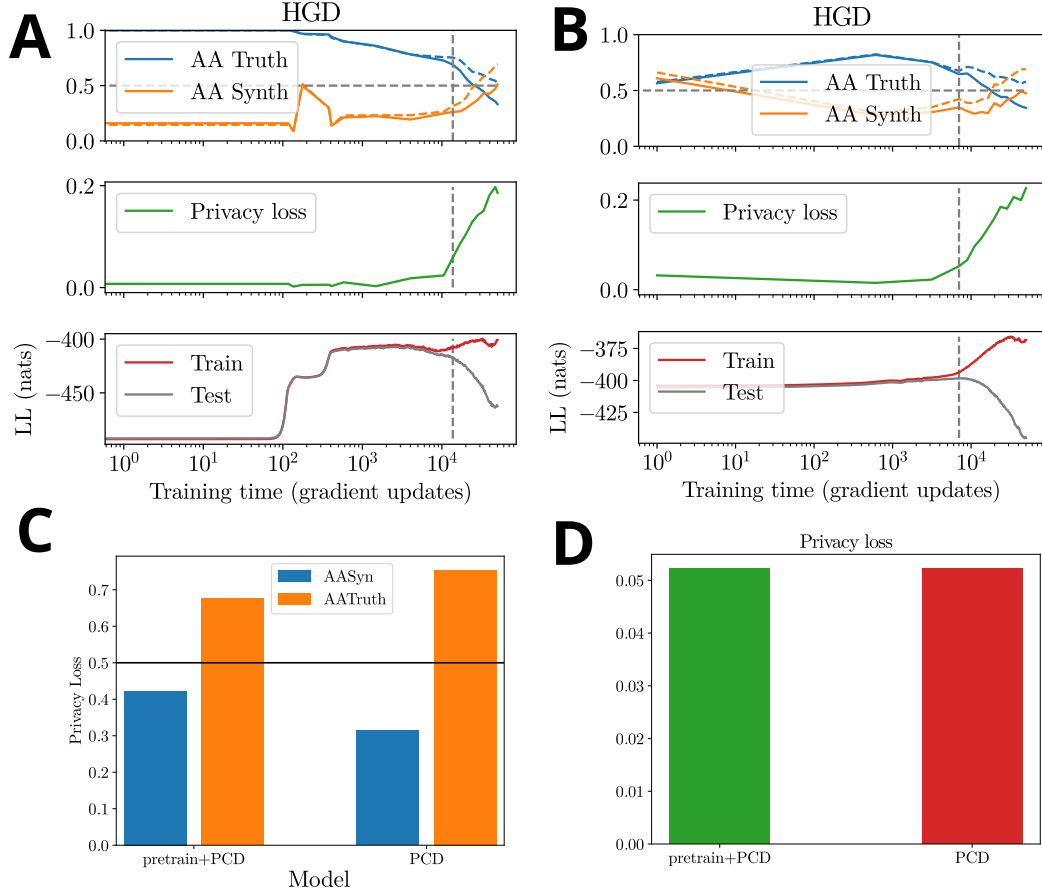 A
HGD
1.0
0.5
0.0
AA Truth
AA Synth
0.2
0.0
Privacy loss
−400
−450
LL (nats)
Train
Test
10^0
10^1
10^2
10^3
10^4
Training time (gradient updates)
B
HGD
1.0
0.5
0.0
AA Truth
AA Synth
0.2
0.0
Privacy loss
−375
−400
−425
LL (nats)
Train
Test
10^0
10^1
10^2
10^3
10^4
Training time (gradient updates)
C
AASyn
AATruth
0.7
0.6
0.5
0.4
0.3
0.2
0.1
0.0
Privacy Loss
pretrain+PCD
PCD
Model
D
Privacy loss
0.05
0.04
0.03
0.02
0.01
0.00
pretrain+PCD
PCD